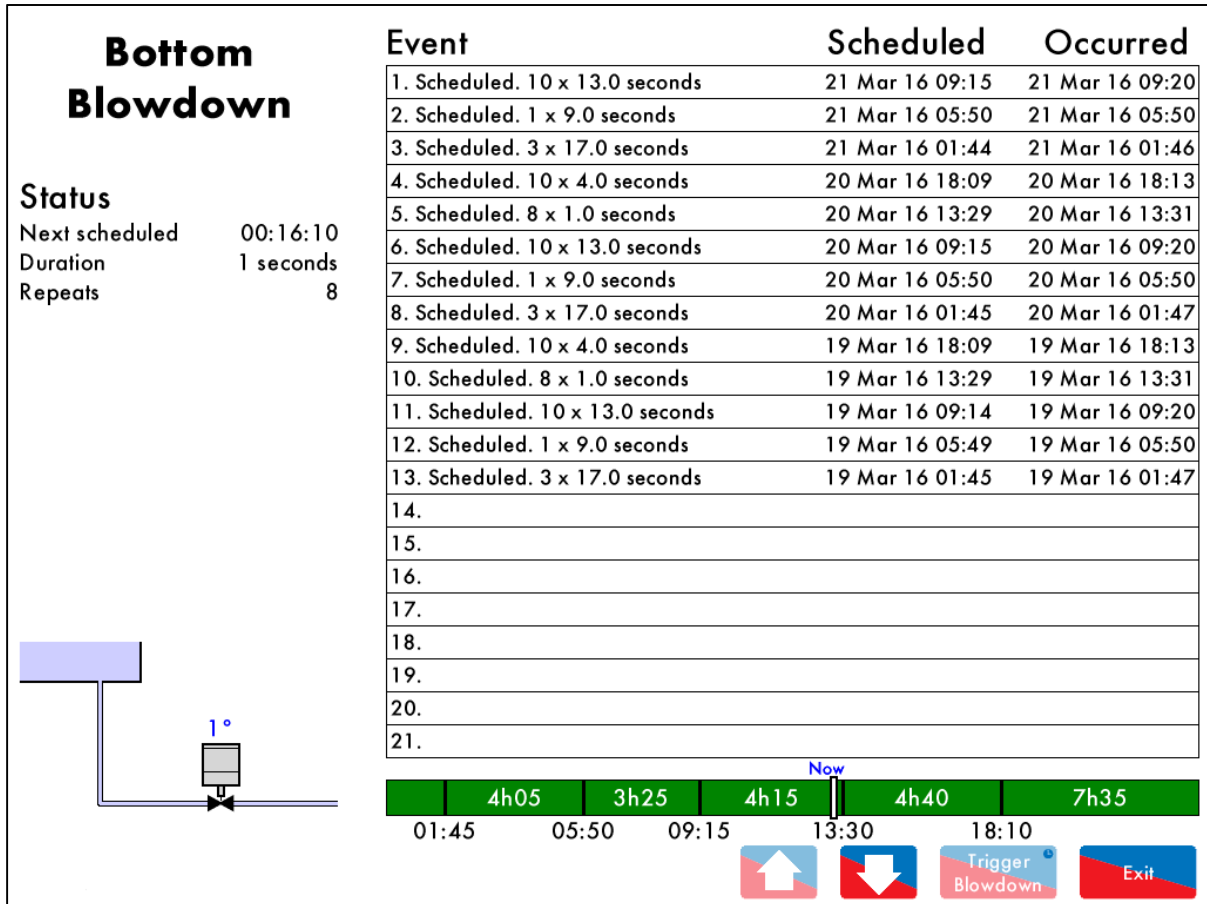 Bottom
Blowdown
Status
Next scheduled 00:16:10
Duration 1 seconds
Repeats 8
1°
Event Scheduled Occurred
1. Scheduled. 10 x 13.0 seconds 21 Mar 16 09:15 21 Mar 16 09:20
2. Scheduled. 1 x 9.0 seconds 21 Mar 16 05:50 21 Mar 16 05:50
3. Scheduled. 3 x 17.0 seconds 21 Mar 16 01:44 21 Mar 16 01:46
4. Scheduled. 10 x 4.0 seconds 20 Mar 16 18:09 20 Mar 16 18:13
5. Scheduled. 8 x 1.0 seconds 20 Mar 16 13:29 20 Mar 16 13:31
6. Scheduled. 10 x 13.0 seconds 20 Mar 16 09:15 20 Mar 16 09:20
7. Scheduled. 1 x 9.0 seconds 20 Mar 16 05:50 20 Mar 16 05:50
8. Scheduled. 3 x 17.0 seconds 20 Mar 16 01:45 20 Mar 16 01:47
9. Scheduled. 10 x 4.0 seconds 19 Mar 16 18:09 19 Mar 16 18:13
10. Scheduled. 8 x 1.0 seconds 19 Mar 16 13:29 19 Mar 16 13:31
11. Scheduled. 10 x 13.0 seconds 19 Mar 16 09:14 19 Mar 16 09:20
12. Scheduled. 1 x 9.0 seconds 19 Mar 16 05:49 19 Mar 16 05:50
13. Scheduled. 3 x 17.0 seconds 19 Mar 16 01:45 19 Mar 16 01:47
14.
15.
16.
17.
18.
19.
20.
21.
Now
4h05 3h25 4h15 4h40 7h35
01:45 05:50 09:15 13:30 18:10
Trigger
Blowdown
Exit